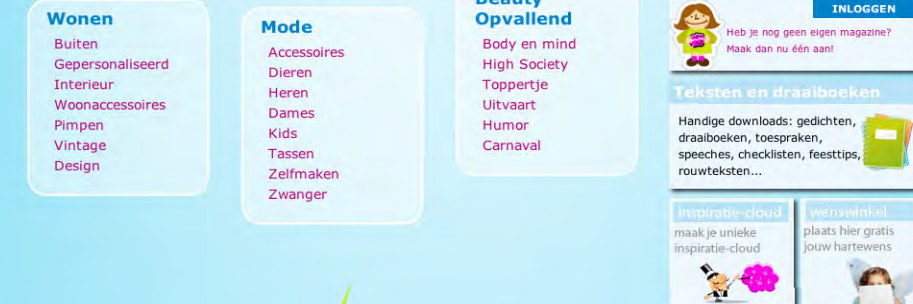 Wonen
Buiten
Gepersonaliseerd
Interieur
Woonaccessoires
Pimpen
Vintage
Design
Mode
Accessoires
Dieren
Heren
Dames
Kids
Tassen
Zelfmaken
Zwanger
Beauty
Opvallend
Body en mind
High Society
Toppertje
Uitvaart
Humor
Carnaval
INLOGGEN
Heb je nog geen eigen magazine?
Maak dan nu één aan!
Teksten en draaiboeken
Handige downloads: gedichten,
draaiboeken, toespraken,
speeches, checklisten, feesttips,
rouwteksten...
inspiratie-cloud
maak je unieke
inspiratie-cloud
wenswinkel
plaats hier gratis
jouw hartewens